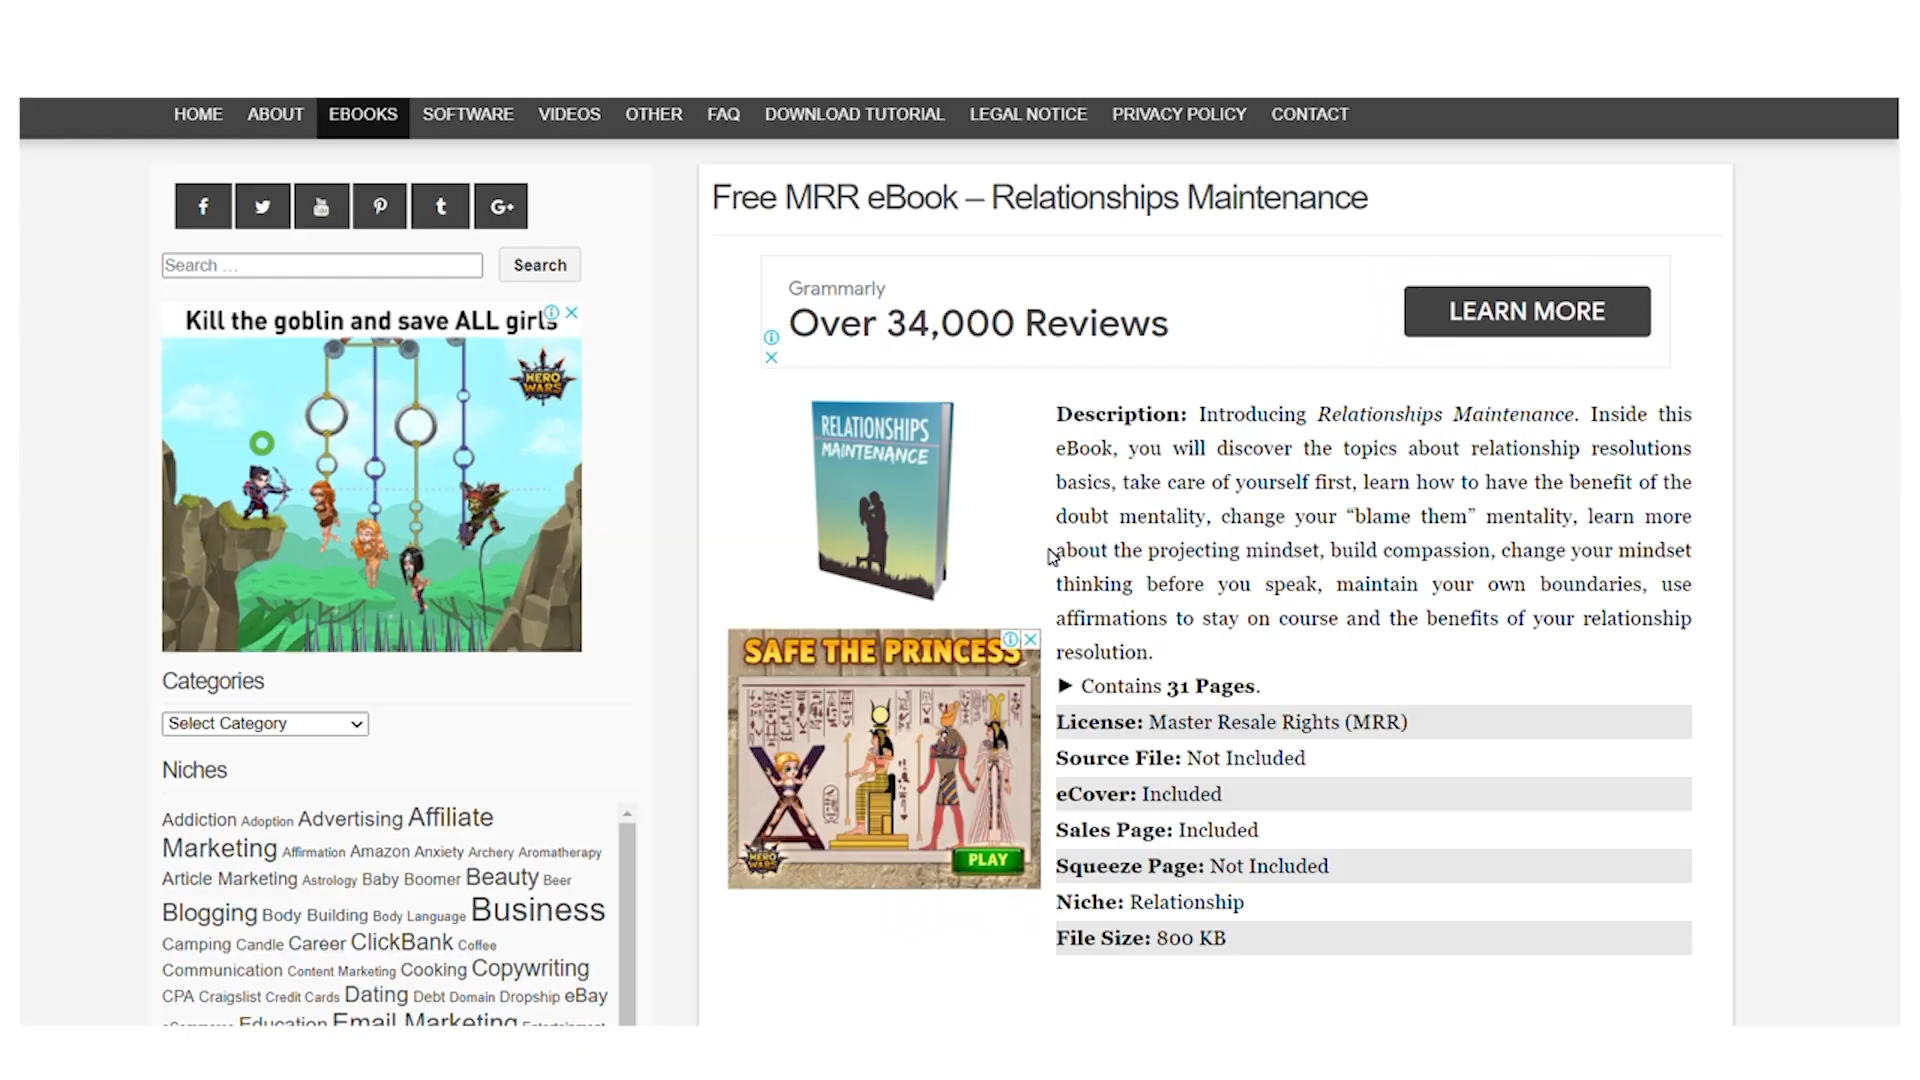 HOME ABOUT EBOOKS SOFTWARE VIDEOS OTHER FAQ DOWNLOAD TUTORIAL LEGAL NOTICE PRIVACY POLICY CONTACT
Search …
Search
Kill the goblin and save ALL girls
HERO
WARS
Categories
Select Category
Niches
Addiction Adoption Advertising Affiliate
Marketing Affirmation Amazon Anxiety Archery Aromatherapy
Article Marketing Astrology Baby Boomer Beauty Beer
Blogging Body Building Body Language Business
Camping Candle Career ClickBank Coffee
Communication Content Marketing Cooking Copywriting
CPA Craigslist Credit Cards Dating Debt Domain Dropship eBay
eCommerce Education Email Marketing Entertainment
Free MRR eBook – Relationships Maintenance
Grammarly
Over 34,000 Reviews
LEARN MORE
RELATIONSHIPS
MAINTENANCE
SAFE THE PRINCESS
HERO
WARS
PLAY
Description: Introducing Relationships Maintenance. Inside this
eBook, you will discover the topics about relationship resolutions
basics, take care of yourself first, learn how to have the benefit of the
doubt mentality, change your “blame them” mentality, learn more
about the projecting mindset, build compassion, change your mindset
thinking before you speak, maintain your own boundaries, use
affirmations to stay on course and the benefits of your relationship
resolution.
► Contains 31 Pages.
License: Master Resale Rights (MRR)
Source File: Not Included
eCover: Included
Sales Page: Included
Squeeze Page: Not Included
Niche: Relationship
File Size: 800 KB